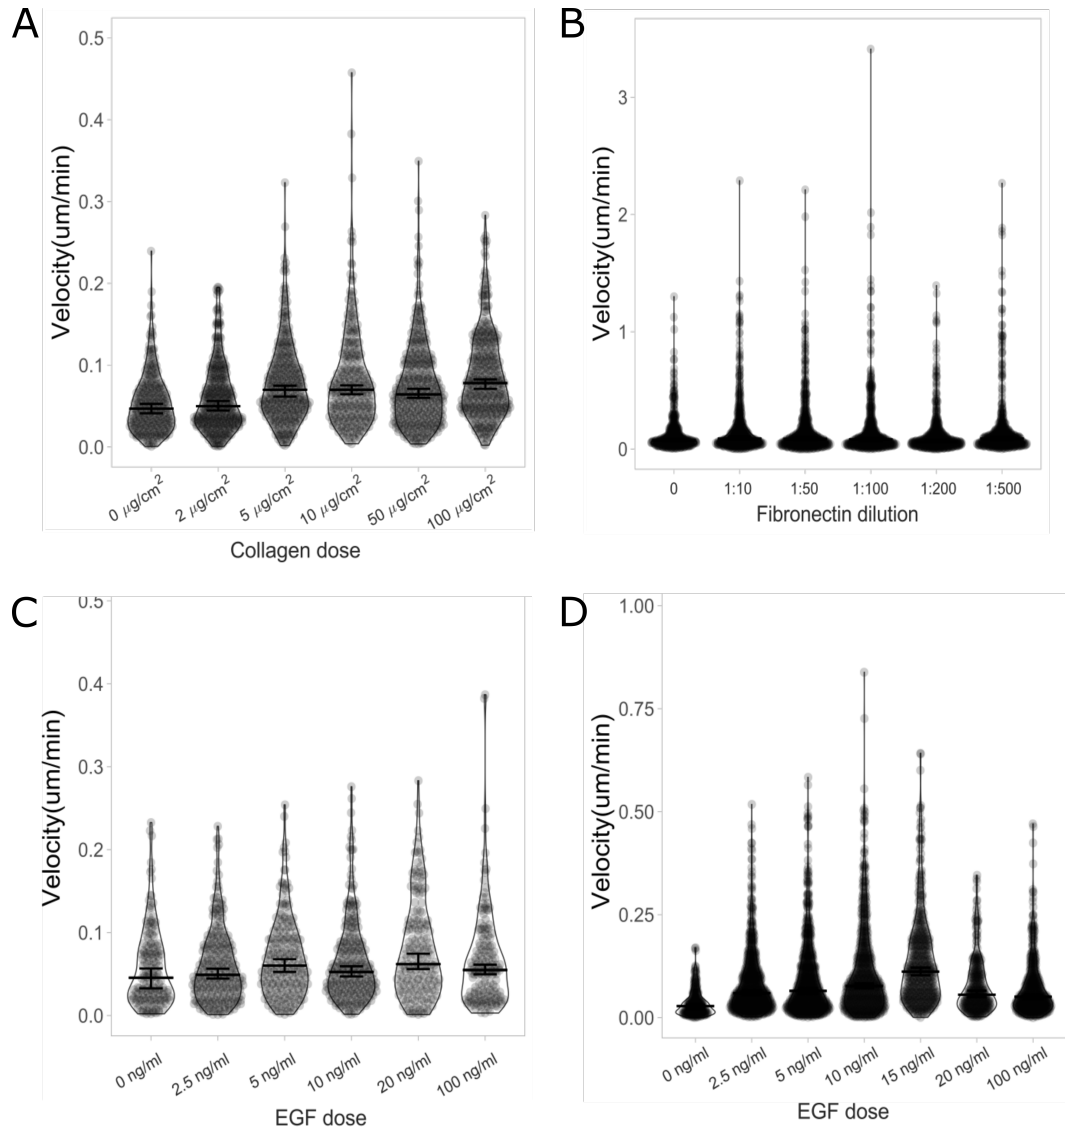 A
Velocity(um/min)
0.5
0.4
0.3
0.2
0.1
0.0
0 μg/cm²
2 μg/cm²
5 μg/cm²
10 μg/cm²
50 μg/cm²
100 μg/cm²
Collagen dose
B
Velocity(um/min)
3
2
1
0
0
1:10
1:50
1:100
1:200
1:500
Fibronectin dilution
C
Velocity(um/min)
0.5
0.4
0.3
0.2
0.1
0.0
0 ng/ml
2.5 ng/ml
5 ng/ml
10 ng/ml
20 ng/ml
100 ng/ml
EGF dose
D
Velocity(um/min)
1.00
0.75
0.50
0.25
0.00
0 ng/ml
2.5 ng/ml
5 ng/ml
10 ng/ml
15 ng/ml
20 ng/ml
100 ng/ml
EGF dose